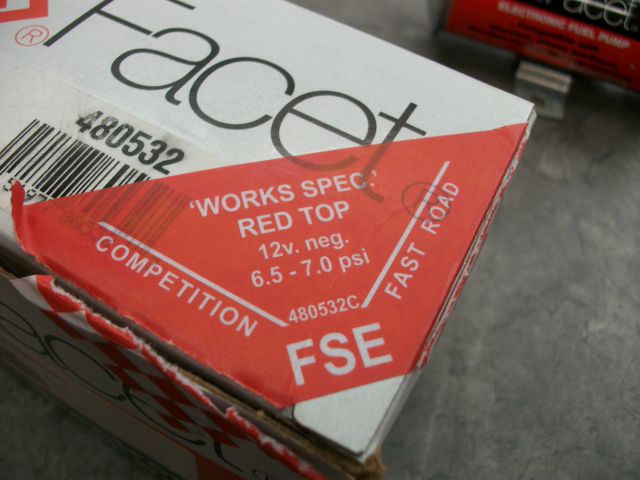 Facet®
480532
'WORKS SPEC'
RED TOP
12v. neg.
6.5 - 7.0 psi
COMPETITION
FAST ROAD
480532C
FSE
Facet
ELECTRONIC FUEL PUMP